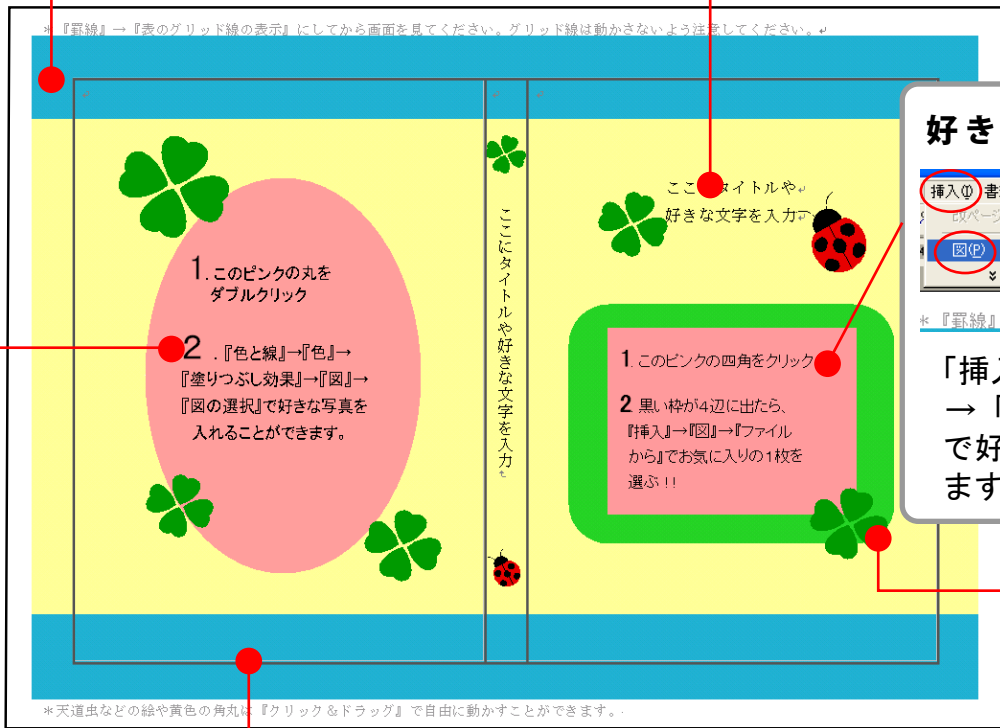 ＊『罫線』→『表のグリッド線の表示』にしてから画面を見てください。グリッド線は動かさないよう注意してください。
1.このピンクの丸を
ダブルクリック
2.『色と線』→『色』→
『塗りつぶし効果』→『図』→
『図の選択』で好きな写真を
入れることができます。
ここにタイトルや好きな文字を入力
ここ タイトルや
好きな文字を入力
1.このピンクの四角をクリック
2 黒い枠が4辺に出たら、
『挿入』→『図』→『ファイル
から』でお気に入りの1枚を
選ぶ!!
好き
挿入(I) 書
改ページ
図(P)
＊『罫線』
「挿入
→「
で好
ます
＊天道虫などの絵や黄色の角丸は『クリック＆ドラッグ』で自由に動かすことができます。